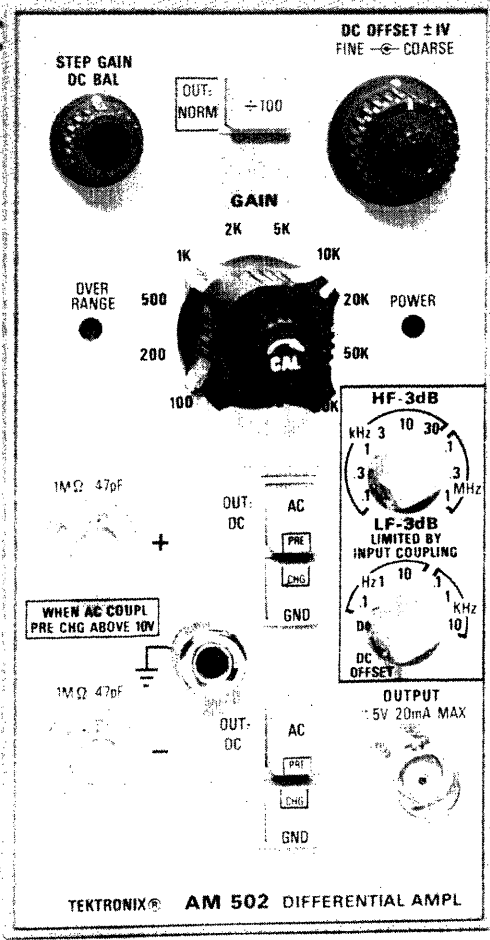 DC OFFSET ± IV
FINE COARSE
STEP GAIN
DC BAL
OUT:
NORM
÷100
GAIN
2K 5K
1K 10K
500 20K
200 50K
100
OVER
RANGE
POWER
CAL
HF-3dB
kHz
.1 .3 1 3 10 30
.1 .3 1
MHz
LF-3dB
LIMITED BY
INPUT COUPLING
Hz
.1 1 10
.1 1 10
KHz
DC
OFFSET
1MΩ 47pF
+
OUT:
DC
AC
PRE
CHG
GND
WHEN AC COUPL
PRE CHG ABOVE 10V
1MΩ 47pF
−
OUT:
DC
AC
PRE
CHG
GND
OUTPUT
5V 20mA MAX
TEKTRONIX® AM 502 DIFFERENTIAL AMPL